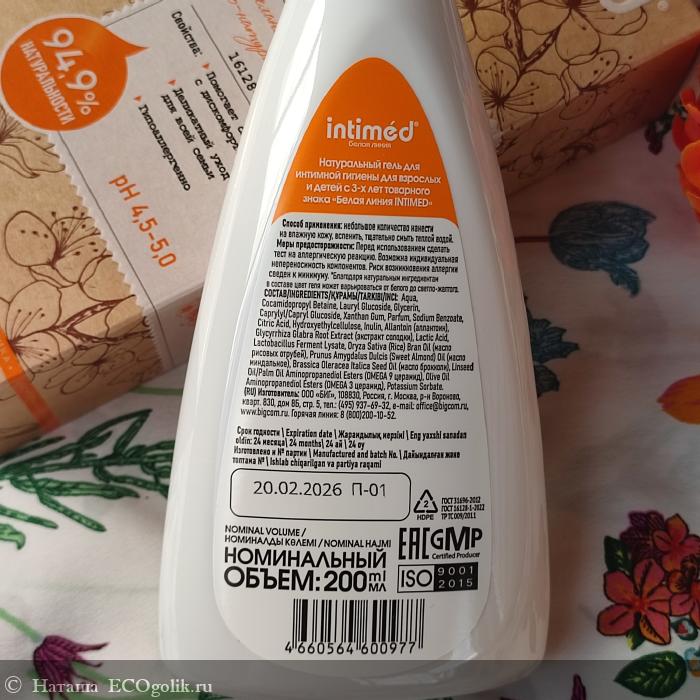 94,9%
НАТУРАЛЬНОСТИ
Свойства:
Помогает
с дискомфор
Деликатный уход
для всей семьи
Гипоаллергенно
16128
pH 4,5-5,0
intiméd®
Белая линия
Натуральный гель для
интимной гигиены для взрослых
и детей с 3-х лет товарного
знака «Белая линия INTIMED»
Способ применения: небольшое количество нанести
на влажную кожу, вспенить, тщательно смыть теплой водой.
Меры предосторожности: Перед использованием сделать
тест на аллергическую реакцию. Возможна индивидуальная
непереносимость компонентов. Риск возникновения аллергии
сведен к минимуму. *Благодаря натуральным ингредиентам
в составе цвет геля может варьироваться от белого до светло-желтого.
СОСТАВ/INGREDIENTS/ҚҰРАМЫ/TARKIBI/INCI: Aqua,
Cocamidopropyl Betaine, Lauryl Glucoside, Glycerin,
Caprylyl/Capryl Glucoside, Xanthan Gum, Parfum, Sodium Benzoate,
Citric Acid, Hydroxyethylcellulose, Inulin, Allantoin (аллантоин),
Glycyrrhiza Glabra Root Extract (экстракт солодки), Lactic Acid,
Lactobacillus Ferment Lysate, Oryza Sativa (Rice) Bran Oil (масло
рисовых отрубей), Prunus Amygdalus Dulcis (Sweet Almond) Oil (масло
миндальное), Brassica Oleracea Italica Seed Oil (масло брокколи), Linseed
Oil/Palm Oil Aminopropanediol Esters (OMEGA 9 церамид), Olive Oil
Aminopropanediol Esters (OMEGA 3 церамид), Potassium Sorbate.
(RU) Изготовитель: ООО «БИГ», 108830, Россия, г. Москва, р-н Вороново,
кварт. 830, дом 8Б, стр. 5, тел.: (495) 937-69-32, e-mail: office@bigcom.ru,
www.bigcom.ru. Горячая линия: 8 (800)200-10-52.
Срок годности \ Expiration date \ Жарамдылық мерзімі \ Eng yaxshi sanadan
oldin: 24 месяца \ 24 months\ 24 ай \ 24 oy
Изготовлено и № партии \ Manufactured and batch No. \ Дайындалған және
топтама № \ Ishlab chiqarilgan va partiya raqami
20.02.2026 П-01
2
HDPE
ГОСТ 31696-2012
ГОСТ 16128-1-2022
ТР ТС 009/2011
NOMINAL VOLUME /
НОМИНАЛДЫ КӨЛЕМІ / NOMINAL HAJMI
НОМИНАЛЬНЫЙ
ОБЪЕМ: 200 ml
МЛ
EAC GMP
Certified Producer
ISO 9001
2015
4660564600977
© Наташа ECOgolik.ru